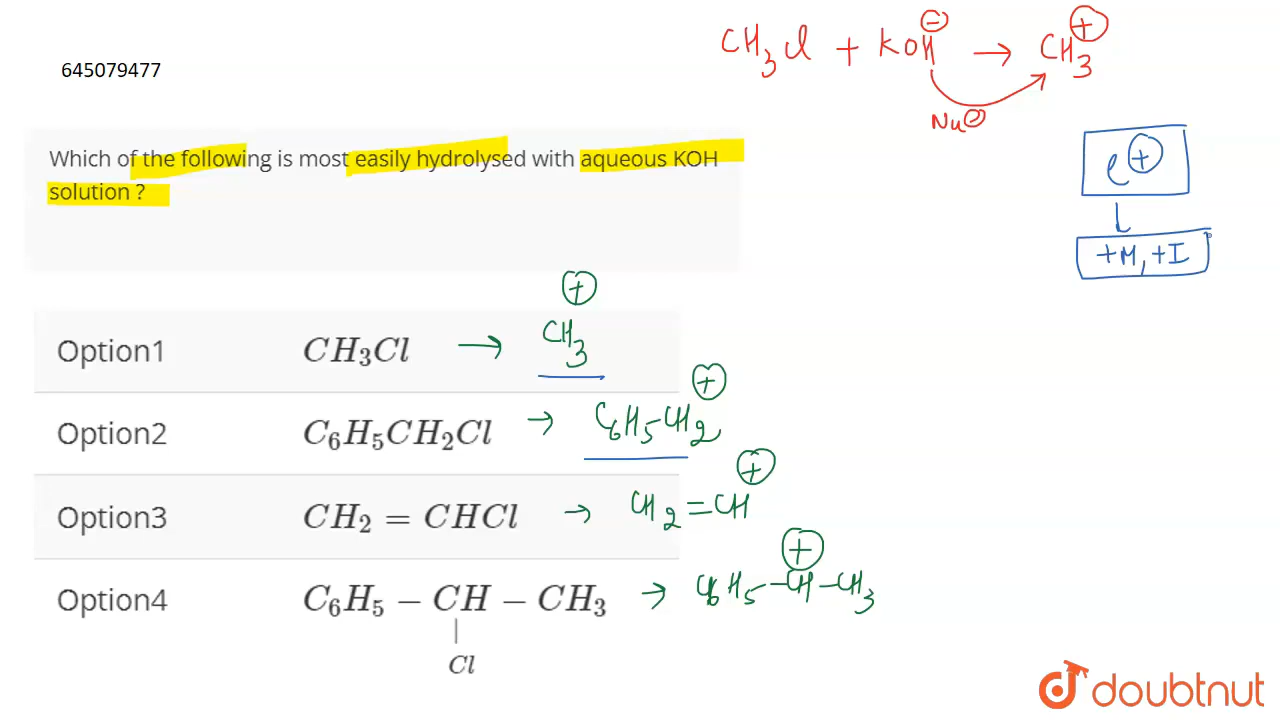 CH3Cl + KOH⊖ → CH3⊕
Nu⊖
645079477
Which of the following is most easily hydrolysed with aqueous KOH
solution ?
e⊕
+M, +I
Option1 CH3Cl → CH3⊕
Option2 C6H5CH2Cl → C6H5-CH2⊕
Option3 CH2 = CHCl → CH2=CH⊕
Option4 C6H5 − CH − CH3 → C6H5-CH⊕-CH3
|
Cl
doubtnut